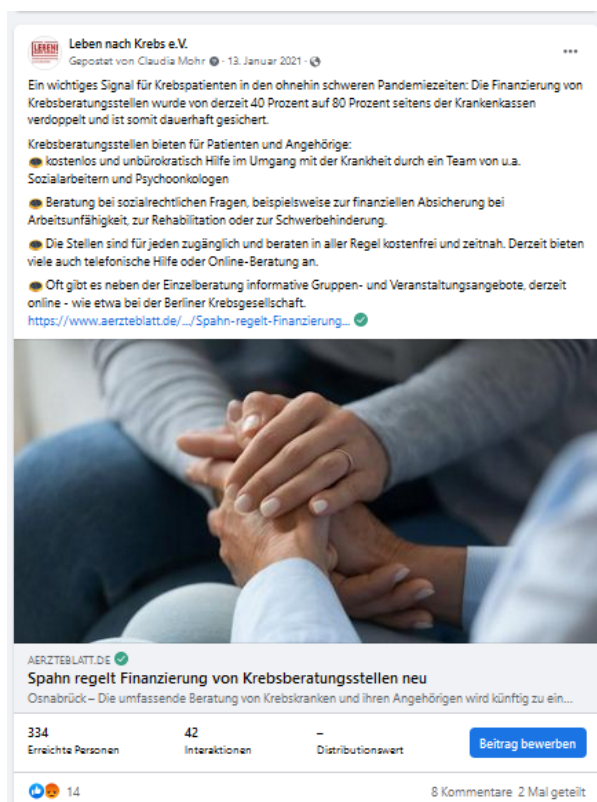 LEBEN!
Leben nach Krebs e.V.
Gepostet von Claudia Mohr · 13. Januar 2021 ·
Ein wichtiges Signal für Krebspatienten in den ohnehin schweren Pandemiezeiten: Die Finanzierung von
Krebsberatungsstellen wurde von derzeit 40 Prozent auf 80 Prozent seitens der Krankenkassen
verdoppelt und ist somit dauerhaft gesichert.
Krebsberatungsstellen bieten für Patienten und Angehörige:
kostenlos und unbürokratisch Hilfe im Umgang mit der Krankheit durch ein Team von u.a.
Sozialarbeitern und Psychoonkologen
Beratung bei sozialrechtlichen Fragen, beispielsweise zur finanziellen Absicherung bei
Arbeitsunfähigkeit, zur Rehabilitation oder zur Schwerbehinderung.
Die Stellen sind für jeden zugänglich und beraten in aller Regel kostenfrei und zeitnah. Derzeit bieten
viele auch telefonische Hilfe oder Online-Beratung an.
Oft gibt es neben der Einzelberatung informative Gruppen- und Veranstaltungsangebote, derzeit
online - wie etwa bei der Berliner Krebsgesellschaft.
https://www.aerzteblatt.de/.../Spahn-regelt-Finanzierung...
AERZTEBLATT.DE
Spahn regelt Finanzierung von Krebsberatungsstellen neu
Osnabrück – Die umfassende Beratung von Krebskranken und ihren Angehörigen wird künftig zu ein...
334 42 –
Erreichte Personen Interaktionen Distributionswert
Beitrag bewerben
14 8 Kommentare 2 Mal geteilt